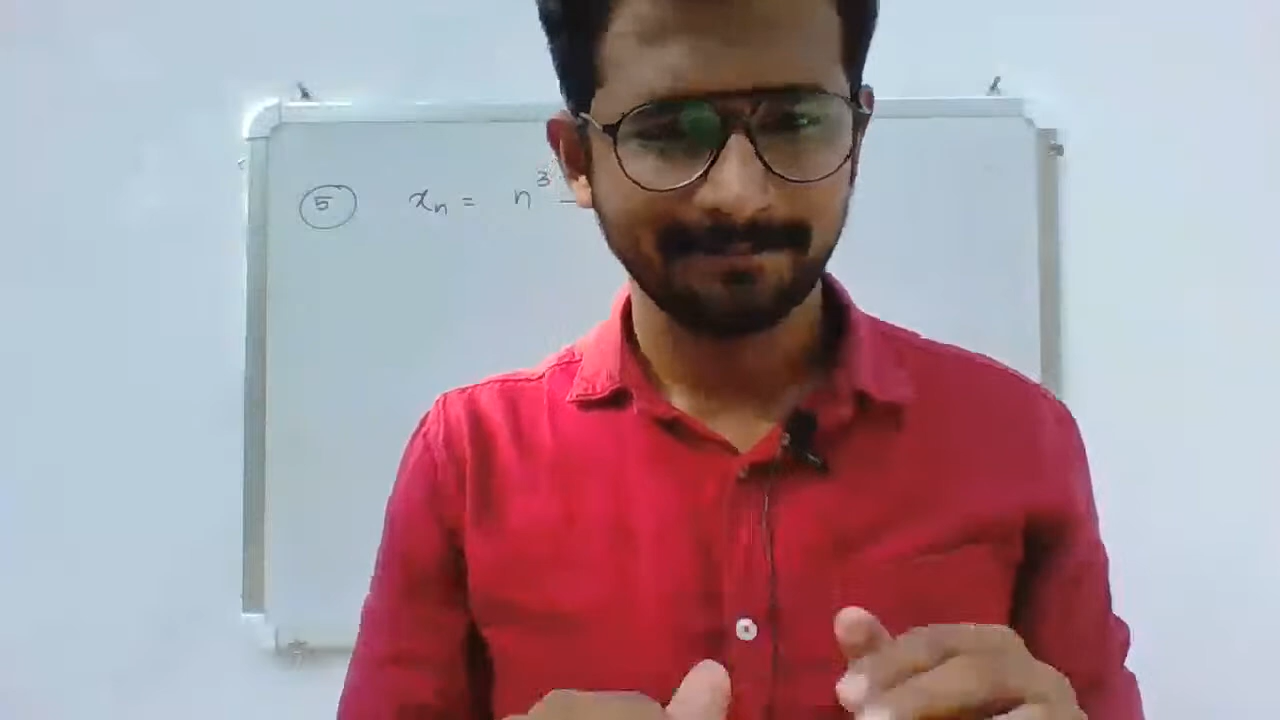 5 xₙ = n³ –